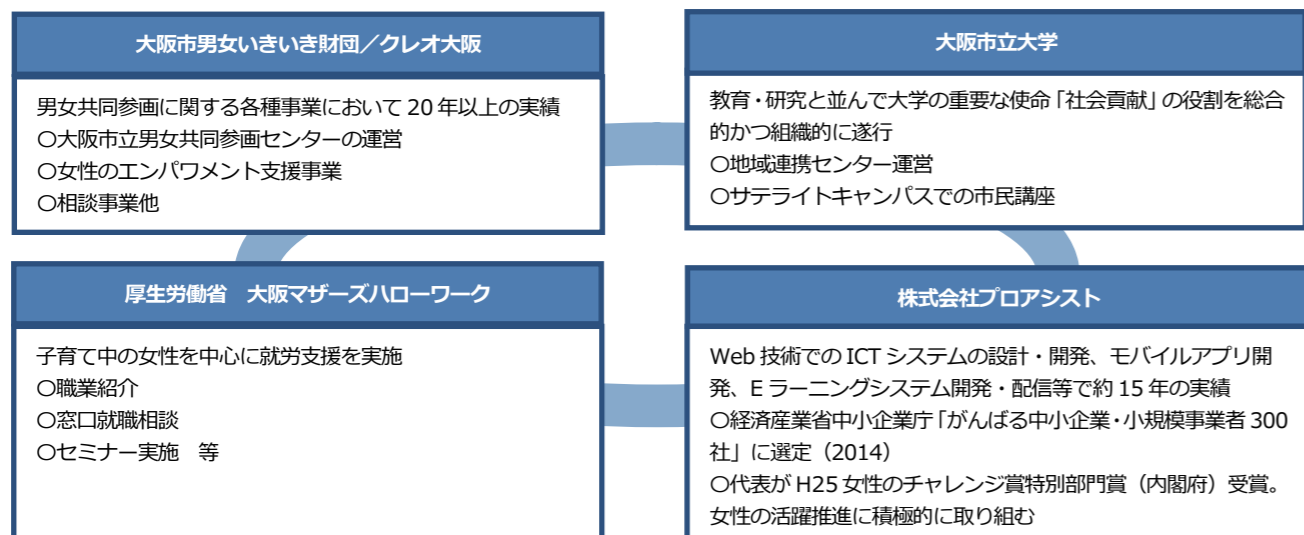 大阪市男女いきいき財団／クレオ大阪
男女共同参画に関する各種事業において 20 年以上の実績
〇大阪市立男女共同参画センターの運営
〇女性のエンパワメント支援事業
〇相談事業他
大阪市立大学
教育・研究と並んで大学の重要な使命「社会貢献」の役割を総合
的かつ組織的に遂行
〇地域連携センター運営
〇サテライトキャンパスでの市民講座
厚生労働省　大阪マザーズハローワーク
子育て中の女性を中心に就労支援を実施
〇職業紹介
〇窓口就職相談
〇セミナー実施　等
株式会社プロアシスト
Web 技術での ICT システムの設計・開発、モバイルアプリ開
発、E ラーニングシステム開発・配信等で約 15 年の実績
〇経済産業省中小企業庁「がんばる中小企業・小規模事業者 300
社」に選定（2014）
〇代表が H25 女性のチャレンジ賞特別部門賞（内閣府）受賞。
女性の活躍推進に積極的に取り組む